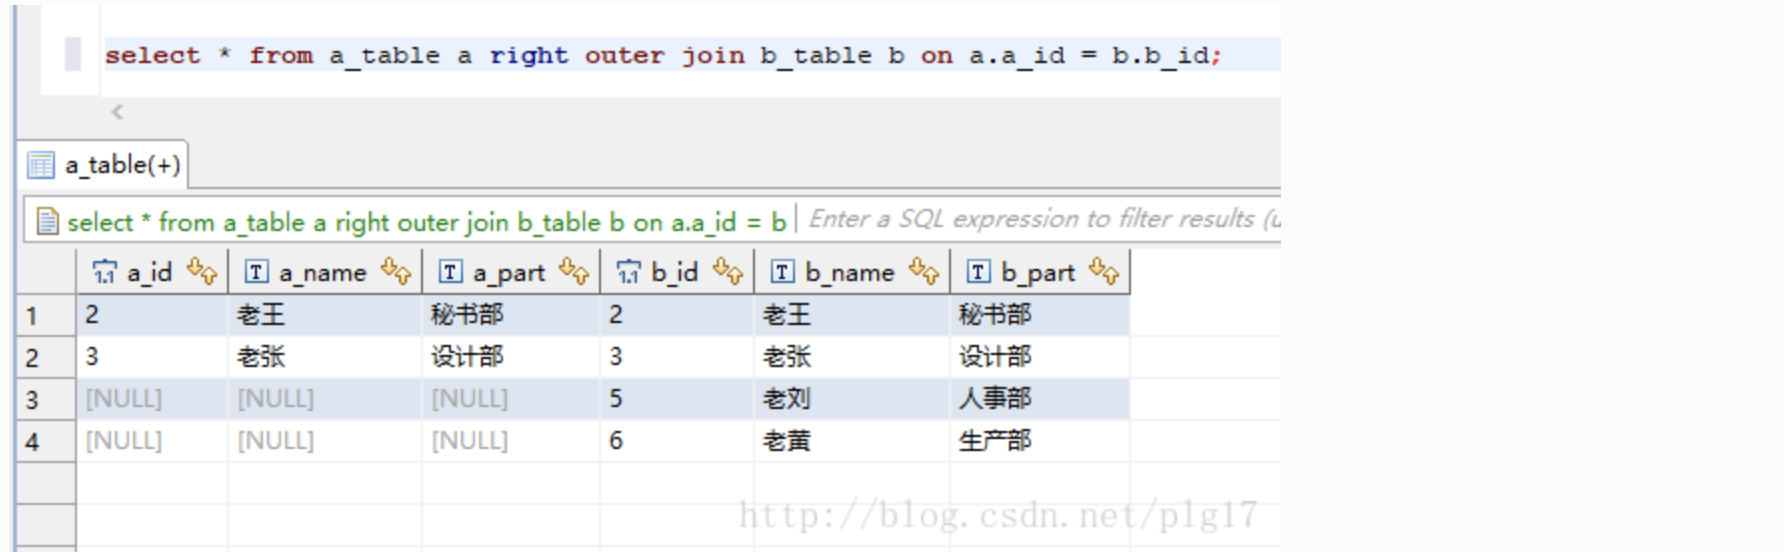 select * from a_table a right outer join b_table b on a.a_id = b.b_id;
a_table(+)
select * from a_table a right outer join b_table b on a.a_id = b Enter a SQL expression to filter results (u
a_id a_name a_part b_id b_name b_part
1 2 老王 秘书部 2 老王 秘书部
2 3 老张 设计部 3 老张 设计部
3 [NULL] [NULL] [NULL] 5 老刘 人事部
4 [NULL] [NULL] [NULL] 6 老黄 生产部
http://blog.csdn.net/plg17